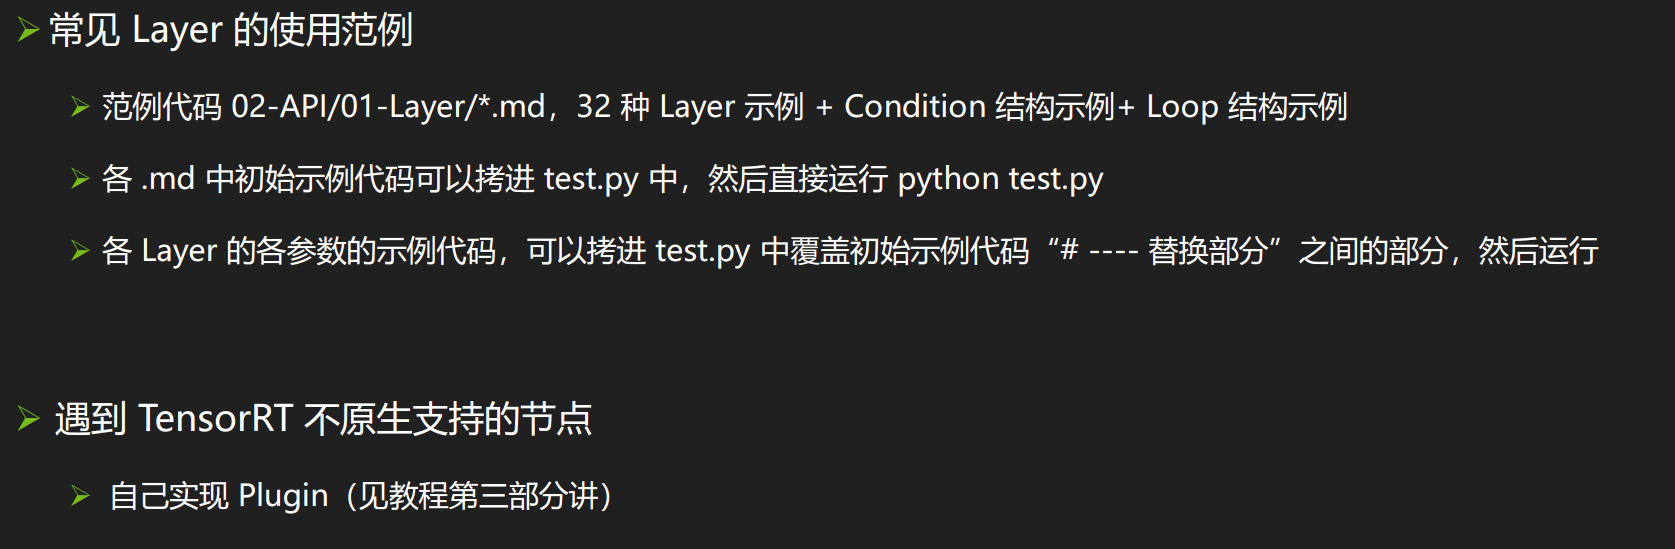 常见 Layer 的使用范例
范例代码 02-API/01-Layer/*.md，32 种 Layer 示例 + Condition 结构示例+ Loop 结构示例
各 .md 中初始示例代码可以拷进 test.py 中，然后直接运行 python test.py
各 Layer 的各参数的示例代码，可以拷进 test.py 中覆盖初始示例代码“# ---- 替换部分”之间的部分，然后运行
遇到 TensorRT 不原生支持的节点
自己实现 Plugin（见教程第三部分讲）